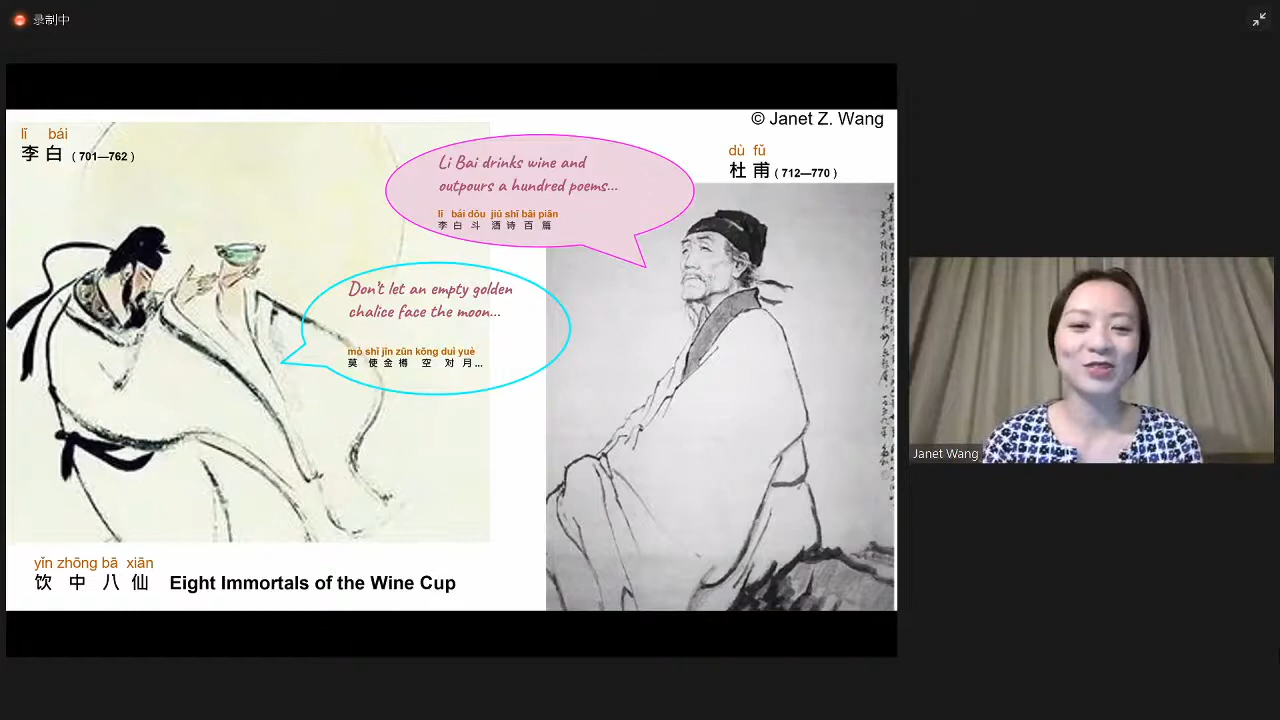 录制中
© Janet Z. Wang
lǐ bái
李 白 ( 701—762 )
Li Bai drinks wine and
outpours a hundred poems...
lǐ bái dǒu jiǔ shī bǎi piān
李 白 斗 酒 诗 百 篇
dù fǔ
杜 甫 ( 712—770 )
Don't let an empty golden
chalice face the moon...
mò shǐ jīn zūn kōng duì yuè
莫 使 金 樽 空 对 月 ...
yǐn zhōng bā xiān
饮 中 八 仙 Eight Immortals of the Wine Cup
Janet Wang